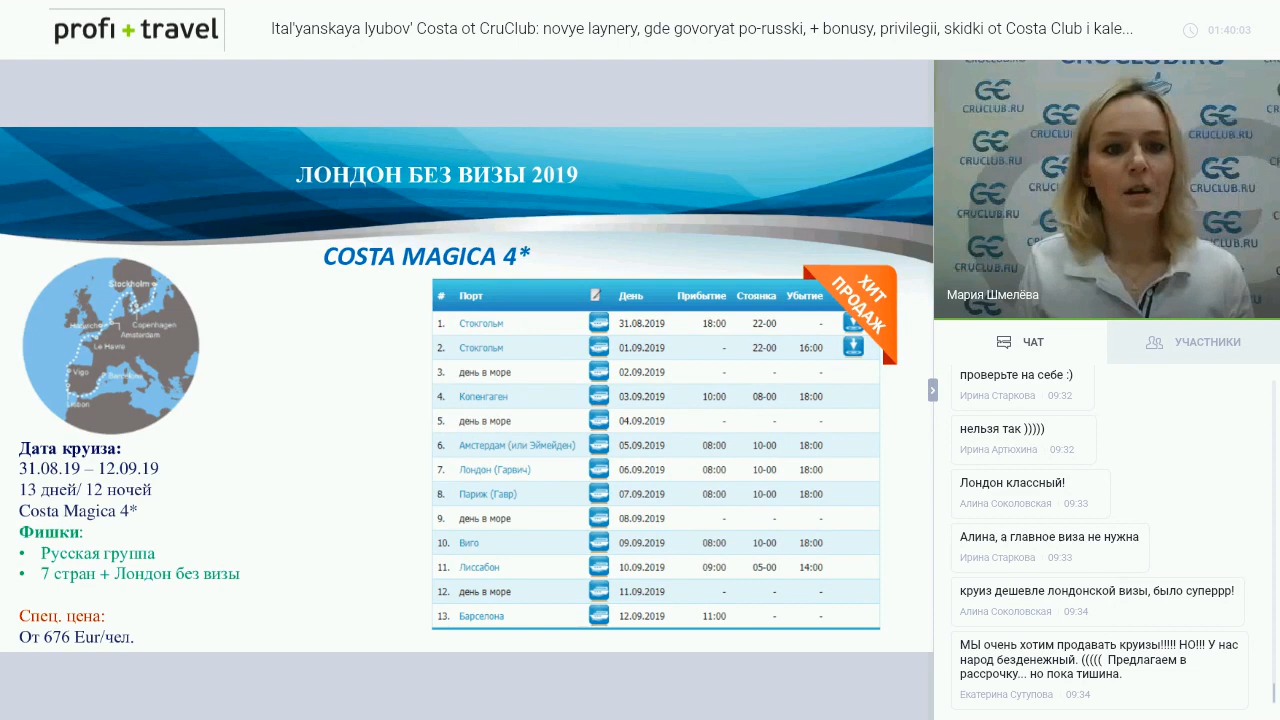 profi + travel
Ital'yanskaya lyubov' Costa ot CruClub: novye laynery, gde govoryat po-russki, + bonusy, privilegii, skidki ot Costa Club i kale...
01:40:03
ЛОНДОН БЕЗ ВИЗЫ 2019
COSTA MAGICA 4*
ХИТ ПРОДАЖ
Stockholm
Harwich
Copenhagen
Amsterdam
Le Havre
Vigo
Barcelona
Lisbon
# Порт День Прибытие Стоянка Убытие
1. Стокгольм 31.08.2019 18:00 22-00 -
2. Стокгольм 01.09.2019 - 22-00 16:00
3. день в море 02.09.2019 - - -
4. Копенгаген 03.09.2019 10:00 08-00 18:00
5. день в море 04.09.2019 - - -
6. Амстердам (или Эймейден) 05.09.2019 08:00 10-00 18:00
7. Лондон (Гарвич) 06.09.2019 08:00 10-00 18:00
8. Париж (Гавр) 07.09.2019 08:00 10-00 18:00
9. день в море 08.09.2019 - - -
10. Виго 09.09.2019 08:00 10-00 18:00
11. Лиссабон 10.09.2019 09:00 05-00 14:00
12. день в море 11.09.2019 - - -
13. Барселона 12.09.2019 11:00 - -
Дата круиза:
31.08.19 – 12.09.19
13 дней/ 12 ночей
Costa Magica 4*
Фишки:
• Русская группа
• 7 стран + Лондон без визы
Спец. цена:
От 676 Eur/чел.
CRUCLUB.RU
CRUCLUB.RU
CRUCLUB.RU
CRUCLUB.RU
CRUCLUB.RU
CRUCLUB.RU
CRUCLUB.RU
Мария Шмелёва
ЧАТ
УЧАСТНИКИ
проверьте на себе :)
Ирина Старкова 09:32
нельзя так )))))
Ирина Артюхина 09:32
Лондон классный!
Алина Соколовская 09:33
Алина, а главное виза не нужна
Ирина Старкова 09:33
круиз дешевле лондонской визы, было суперрр!
Алина Соколовская 09:34
МЫ очень хотим продавать круизы!!!!! НО!!! У нас
народ безденежный. ((((( Предлагаем в
рассрочку... но пока тишина.
Екатерина Сутупова 09:34